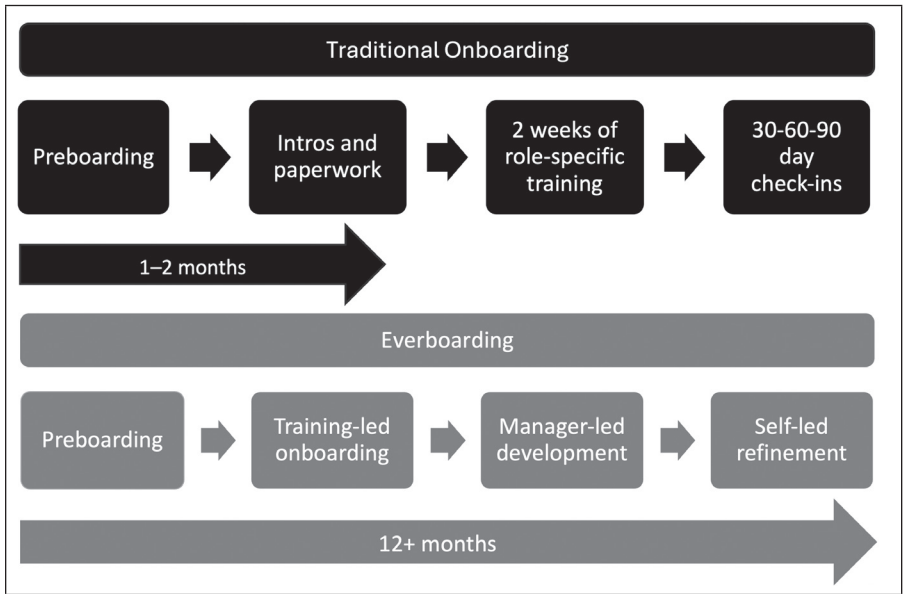 Traditional Onboarding
Preboarding
Intros and
paperwork
2 weeks of
role-specific
training
30-60-90
day
check-ins
1–2 months
Everboarding
Preboarding
Training-led
onboarding
Manager-led
development
Self-led
refinement
12+ months